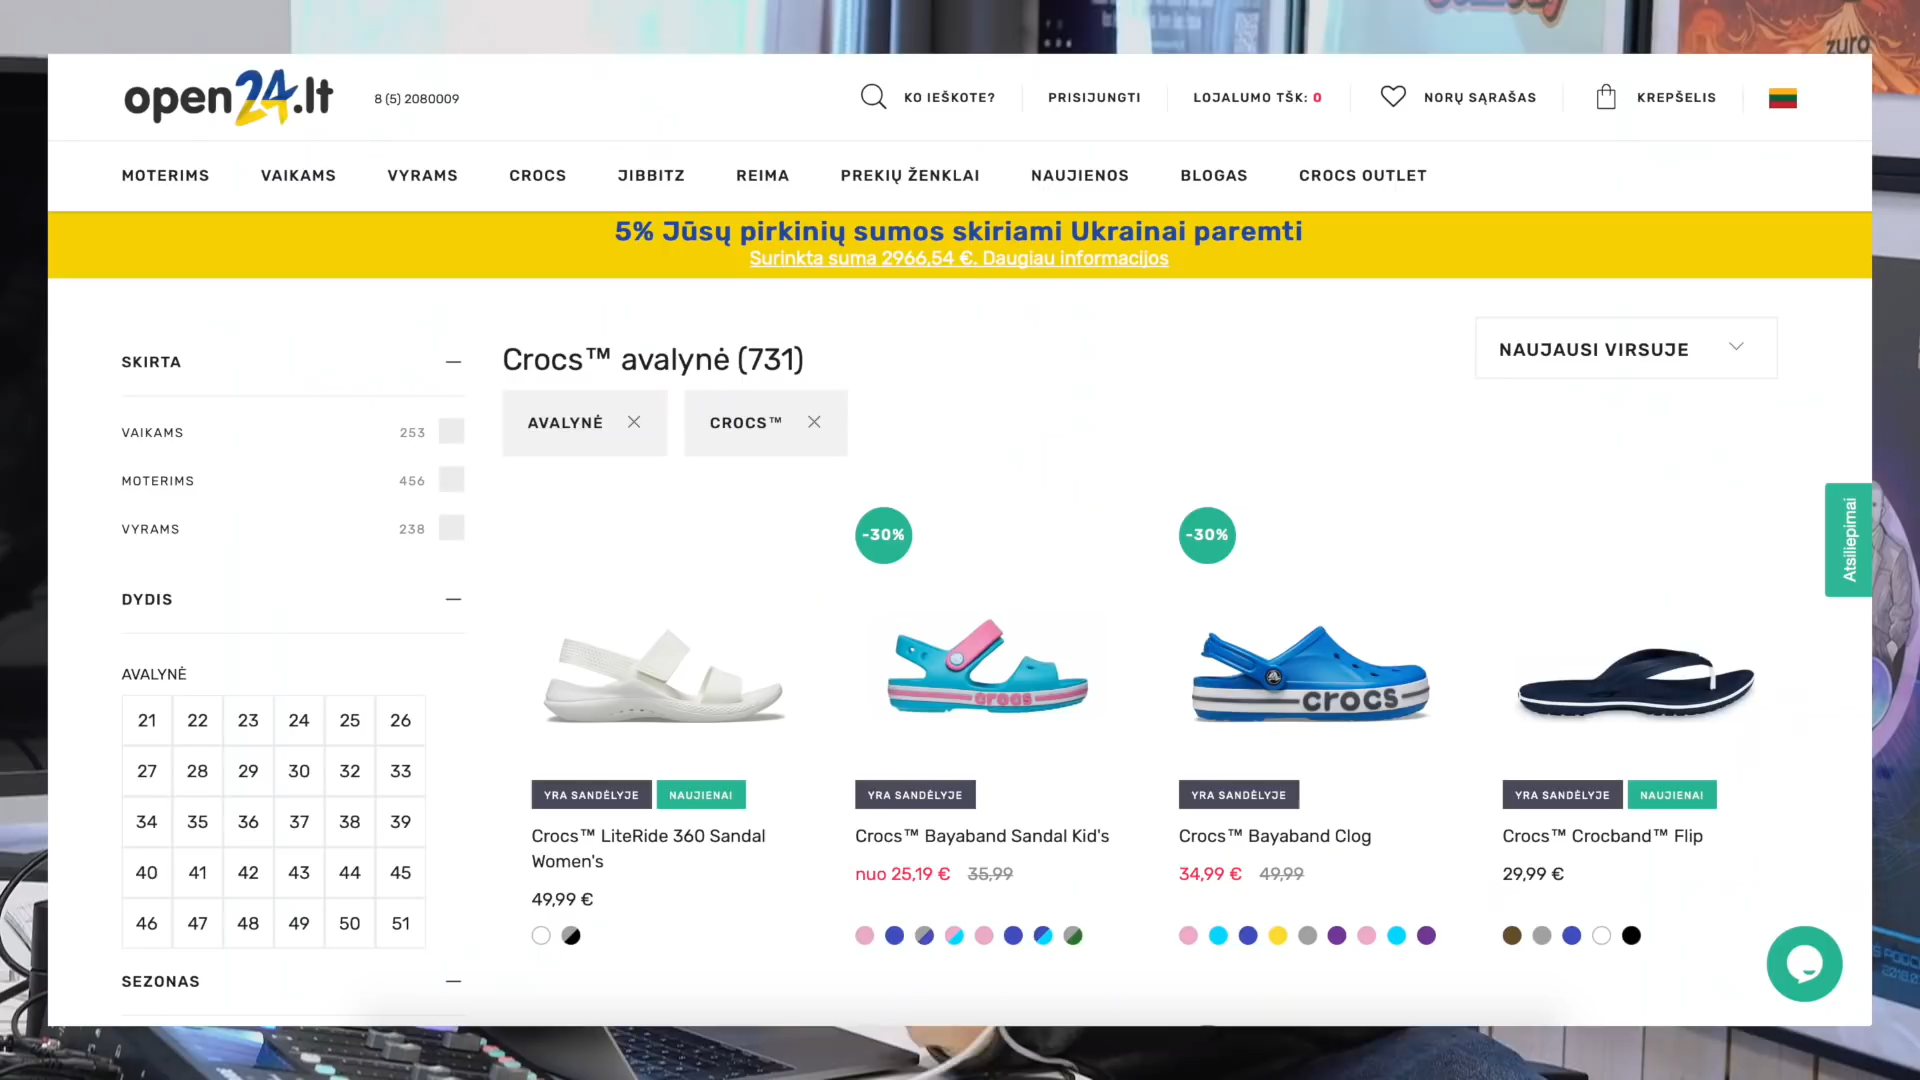 zuro
open24.lt
8 (5) 2080009
KO IEŠKOTE?
PRISIJUNGTI
LOJALUMO TŠK: 0
NORŲ SĄRAŠAS
KREPŠELIS
MOTERIMS
VAIKAMS
VYRAMS
CROCS
JIBBITZ
REIMA
PREKIŲ ŽENKLAI
NAUJIENOS
BLOGAS
CROCS OUTLET
5% Jūsų pirkinių sumos skiriami Ukrainai paremti
Surinkta suma 2966,54 €. Daugiau informacijos
SKIRTA
VAIKAMS 253
MOTERIMS 456
VYRAMS 238
DYDIS
AVALYNĖ
21 22 23 24 25 26
27 28 29 30 32 33
34 35 36 37 38 39
40 41 42 43 44 45
46 47 48 49 50 51
SEZONAS
Crocs™ avalynė (731)
NAUJAUSI VIRSUJE
AVALYNĖ
CROCS™
Atsiliepimai
YRA SANDĖLYJE
NAUJIENA!
Crocs™ LiteRide 360 Sandal
Women's
49,99 €
-30%
crocs
YRA SANDĖLYJE
Crocs™ Bayaband Sandal Kid's
nuo 25,19 € 35,99
-30%
crocs
YRA SANDĖLYJE
Crocs™ Bayaband Clog
34,99 € 49,99
YRA SANDĖLYJE
NAUJIENA!
Crocs™ Crocband™ Flip
29,99 €